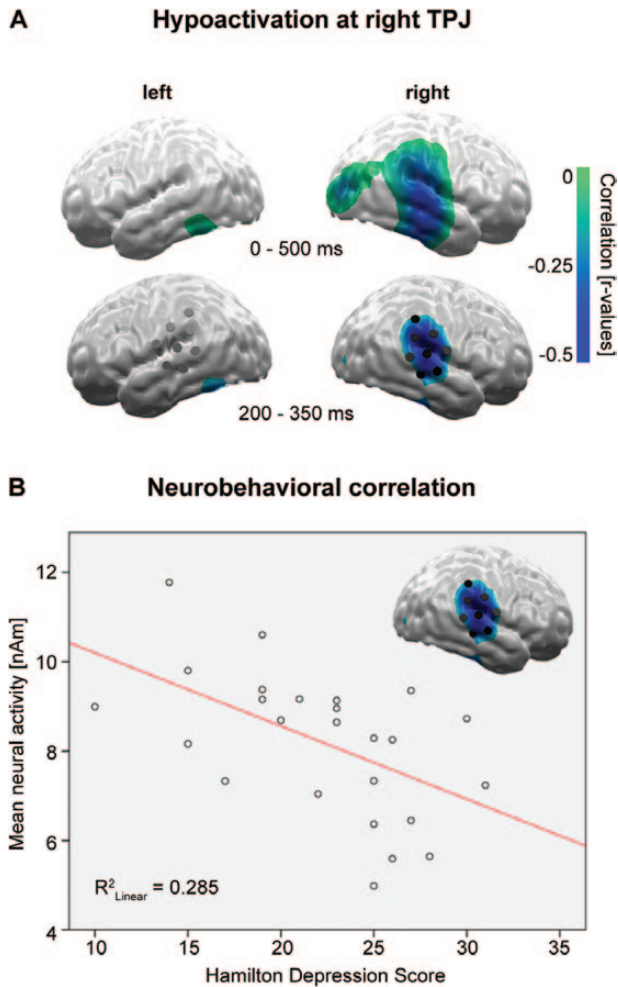 A Hypoactivation at right TPJ
left right
0
-0.25
-0.5
Correlation [r-values]
0 - 500 ms
200 - 350 ms
B Neurobehavioral correlation
12
10
8
6
4
Mean neural activity [nAm]
R²Linear = 0.285
10 15 20 25 30 35
Hamilton Depression Score